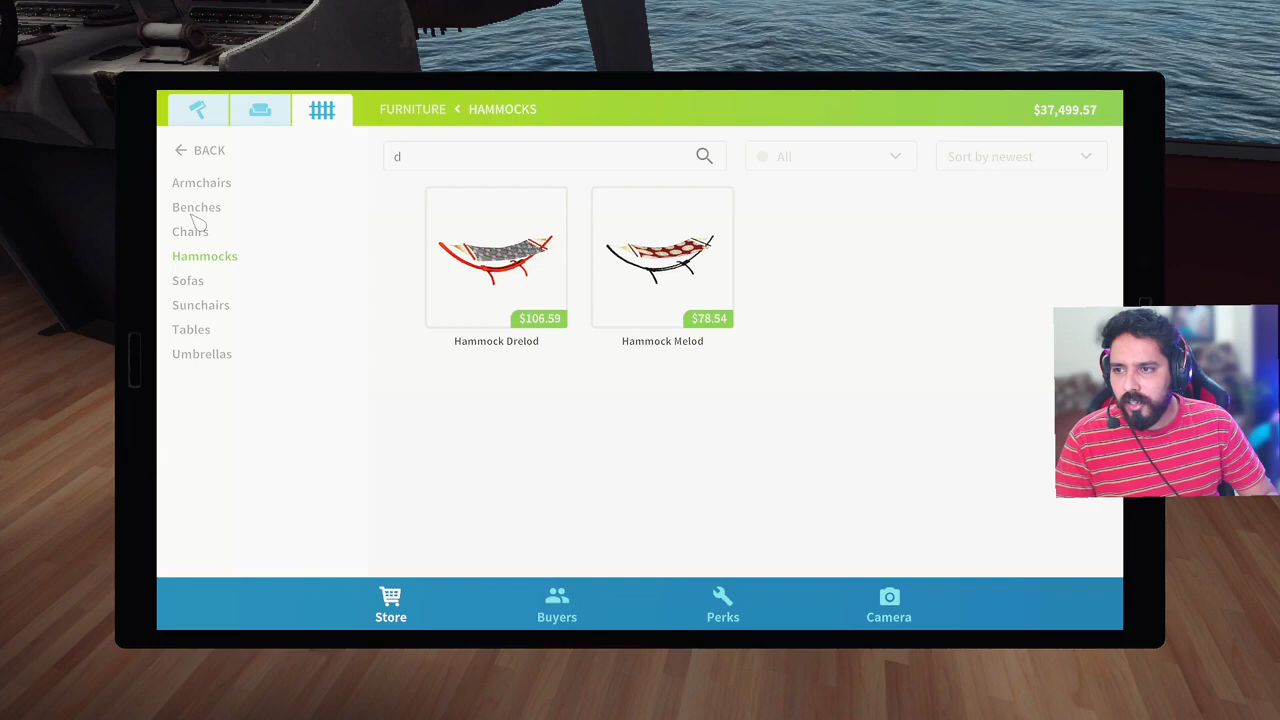 FURNITURE < HAMMOCKS
$37,499.57
BACK
d
All
Sort by newest
Armchairs
Benches
Chairs
Hammocks
Sofas
Sunchairs
Tables
Umbrellas
$106.59
$78.54
Hammock Drelod
Hammock Melod
Store
Buyers
Perks
Camera